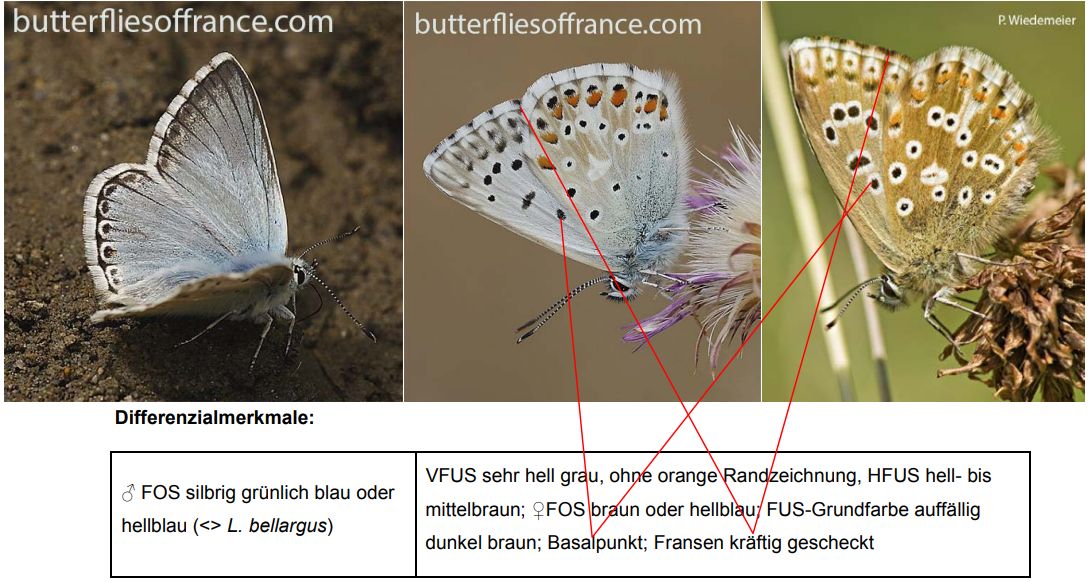 butterfliesoffrance.com
butterfliesoffrance.com
P. Wiedemeier
Differenzialmerkmale:
♂ FOS silbrig grünlich blau oder
hellblau (<> L. bellargus)
VFUS sehr hell grau, ohne orange Randzeichnung, HFUS hell- bis
mittelbraun; ♀FOS braun oder hellblau; FUS-Grundfarbe auffällig
dunkel braun; Basalpunkt; Fransen kräftig gescheckt